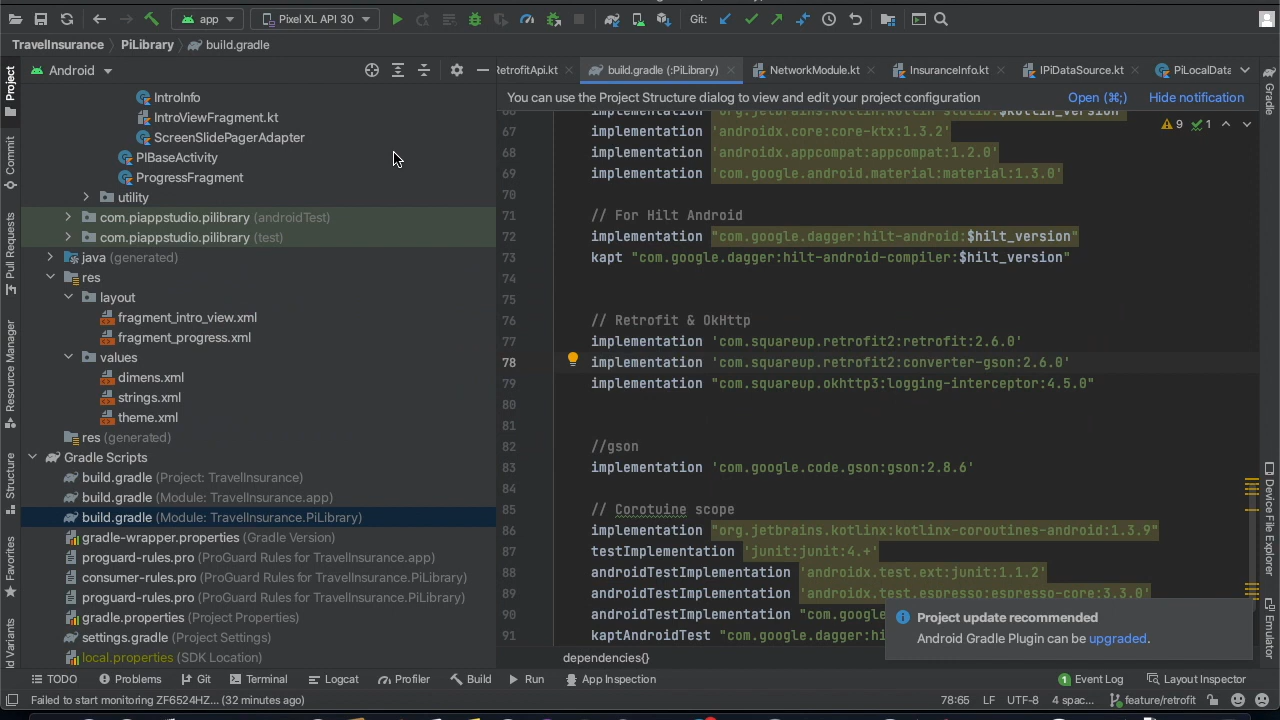 app
Pixel XL API 30
Git:
TravelInsurance
PiLibrary
build.gradle
Android
RetrofitApi.kt
build.gradle (:PiLibrary)
NetworkModule.kt
InsuranceInfo.kt
IPiDataSource.kt
PiLocalData
You can use the Project Structure dialog to view and edit your project configuration
Open (⌘;)
Hide notification
Project
Commit
Pull Requests
Resource Manager
Structure
Favorites
ld Variants
IntroInfo
IntroViewFragment.kt
ScreenSlidePagerAdapter
PIBaseActivity
ProgressFragment
utility
com.piappstudio.pilibrary (androidTest)
com.piappstudio.pilibrary (test)
java (generated)
res
layout
fragment_intro_view.xml
fragment_progress.xml
values
dimens.xml
strings.xml
theme.xml
res (generated)
Gradle Scripts
build.gradle (Project: TravelInsurance)
build.gradle (Module: TravelInsurance.app)
build.gradle (Module: TravelInsurance.PiLibrary)
gradle-wrapper.properties (Gradle Version)
proguard-rules.pro (ProGuard Rules for TravelInsurance.app)
consumer-rules.pro (ProGuard Rules for TravelInsurance.PiLibrary)
proguard-rules.pro (ProGuard Rules for TravelInsurance.PiLibrary)
gradle.properties (Project Properties)
settings.gradle (Project Settings)
local.properties (SDK Location)
9 1
67 implementation 'androidx.core:core-ktx:1.3.2'
68 implementation 'androidx.appcompat:appcompat:1.2.0'
69 implementation 'com.google.android.material:material:1.3.0'
70
71 // For Hilt Android
72 implementation "com.google.dagger:hilt-android:$hilt_version"
73 kapt "com.google.dagger:hilt-android-compiler:$hilt_version"
74
75
76 // Retrofit & OkHttp
77 implementation 'com.squareup.retrofit2:retrofit:2.6.0'
78 implementation 'com.squareup.retrofit2:converter-gson:2.6.0'
79 implementation "com.squareup.okhttp3:logging-interceptor:4.5.0"
80
81
82 //gson
83 implementation 'com.google.code.gson:gson:2.8.6'
84
85 // Corotuine scope
86 implementation "org.jetbrains.kotlinx:kotlinx-coroutines-android:1.3.9"
87 testImplementation 'junit:junit:4.+'
88 androidTestImplementation 'androidx.test.ext:junit:1.1.2'
89 androidTestImplementation 'androidx.test.espresso:espresso-core:3.3.0'
90 androidTestImplementation "com.google
91 kaptAndroidTest "com.google.dagger:hi
Project update recommended
Android Gradle Plugin can be upgraded.
dependencies{}
Gradle
Device File Explorer
Emulator
TODO
Problems
Git
Terminal
Logcat
Profiler
Build
Run
App Inspection
1 Event Log
Layout Inspector
Failed to start monitoring ZF6524HZ... (32 minutes ago)
78:65
LF
UTF-8
4 spac...
feature/retrofit